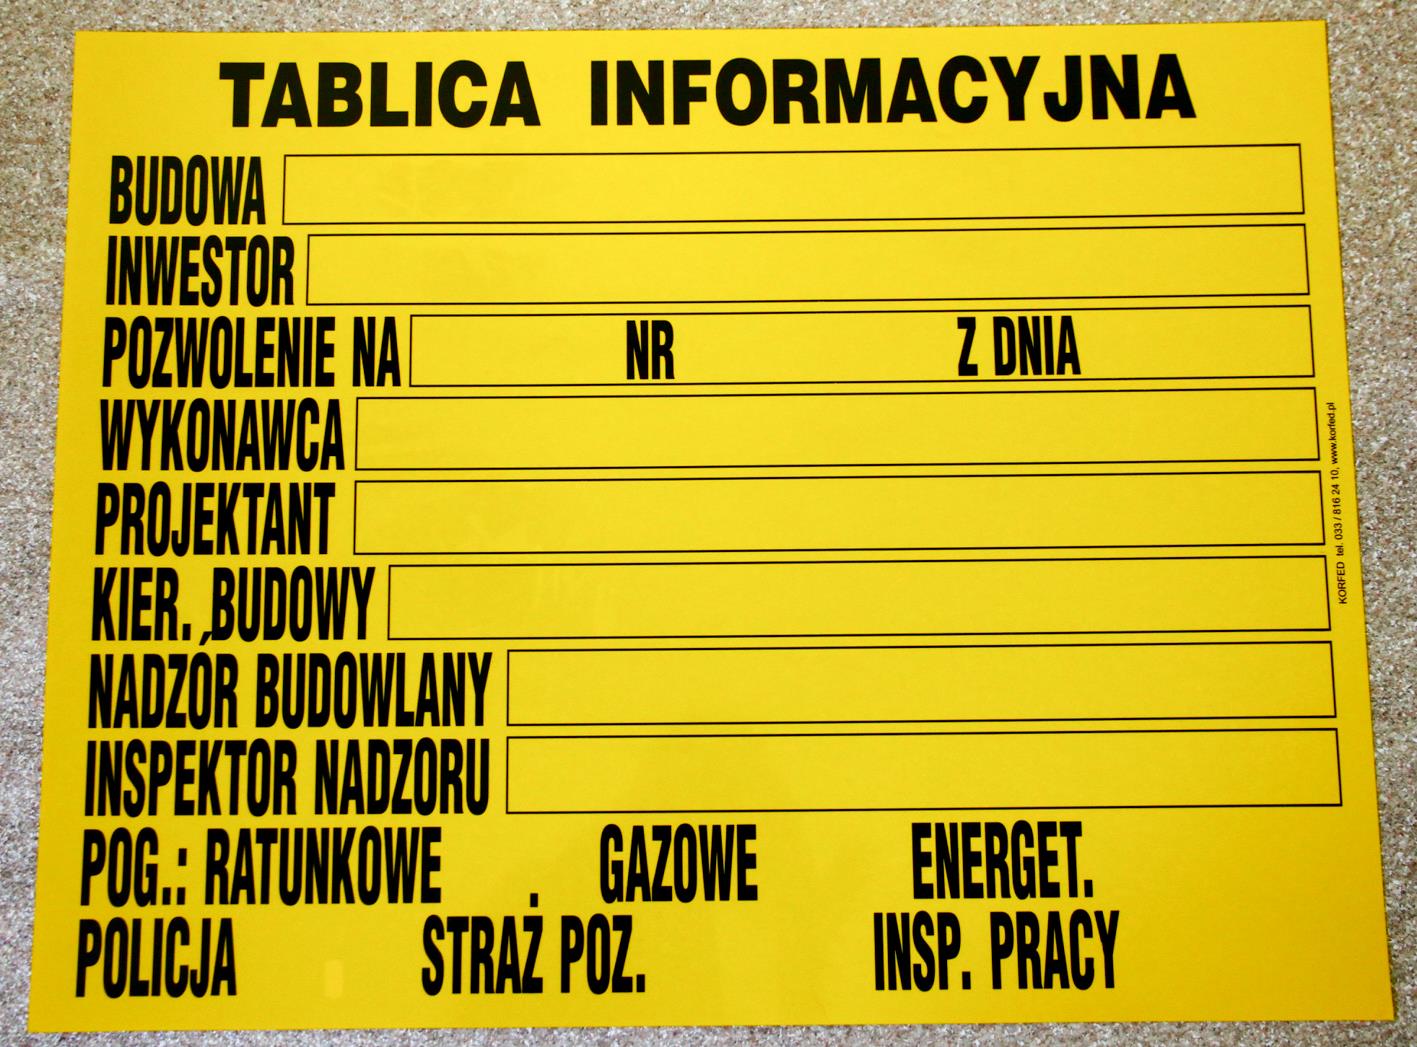 TABLICA INFORMACYJNA
BUDOWA
INWESTOR
POZWOLENIE NA NR Z DNIA
WYKONAWCA
PROJEKTANT
KIER. BUDOWY
NADZÓR BUDOWLANY
INSPEKTOR NADZORU
POG.: RATUNKOWE GAZOWE ENERGET.
POLICJA STRAŻ POZ. INSP. PRACY
KORFED tel. 033 / 816 24 10, www.korfed.pl